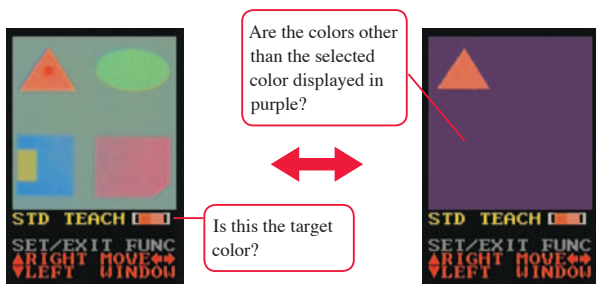 Are the colors other
than the selected
color displayed in
purple?
STD TEACH
Is this the target
color?
SET/EXIT FUNC
▲RIGHT MOVE◆▶
▼LEFT WINDOW
STD TEACH
SET/EXIT FUNC
▲RIGHT MOVE◆▶
▼LEFT WINDOW